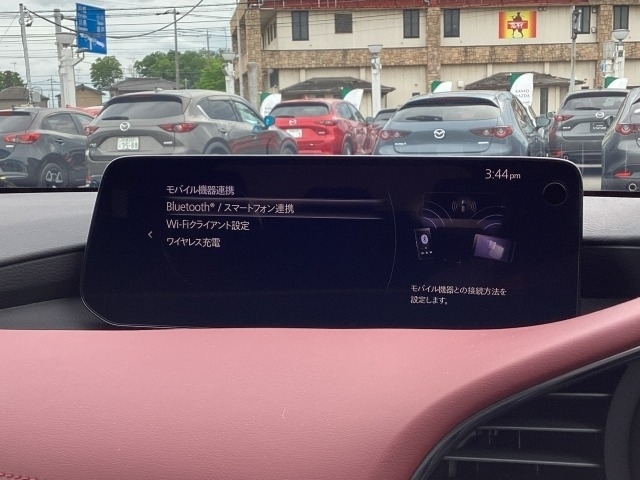 3:44pm
モバイル機器連携
Bluetooth® / スマートフォン連携
Wi-Fiクライアント設定
ワイヤレス充電
モバイル機器との接続方法を
設定します。